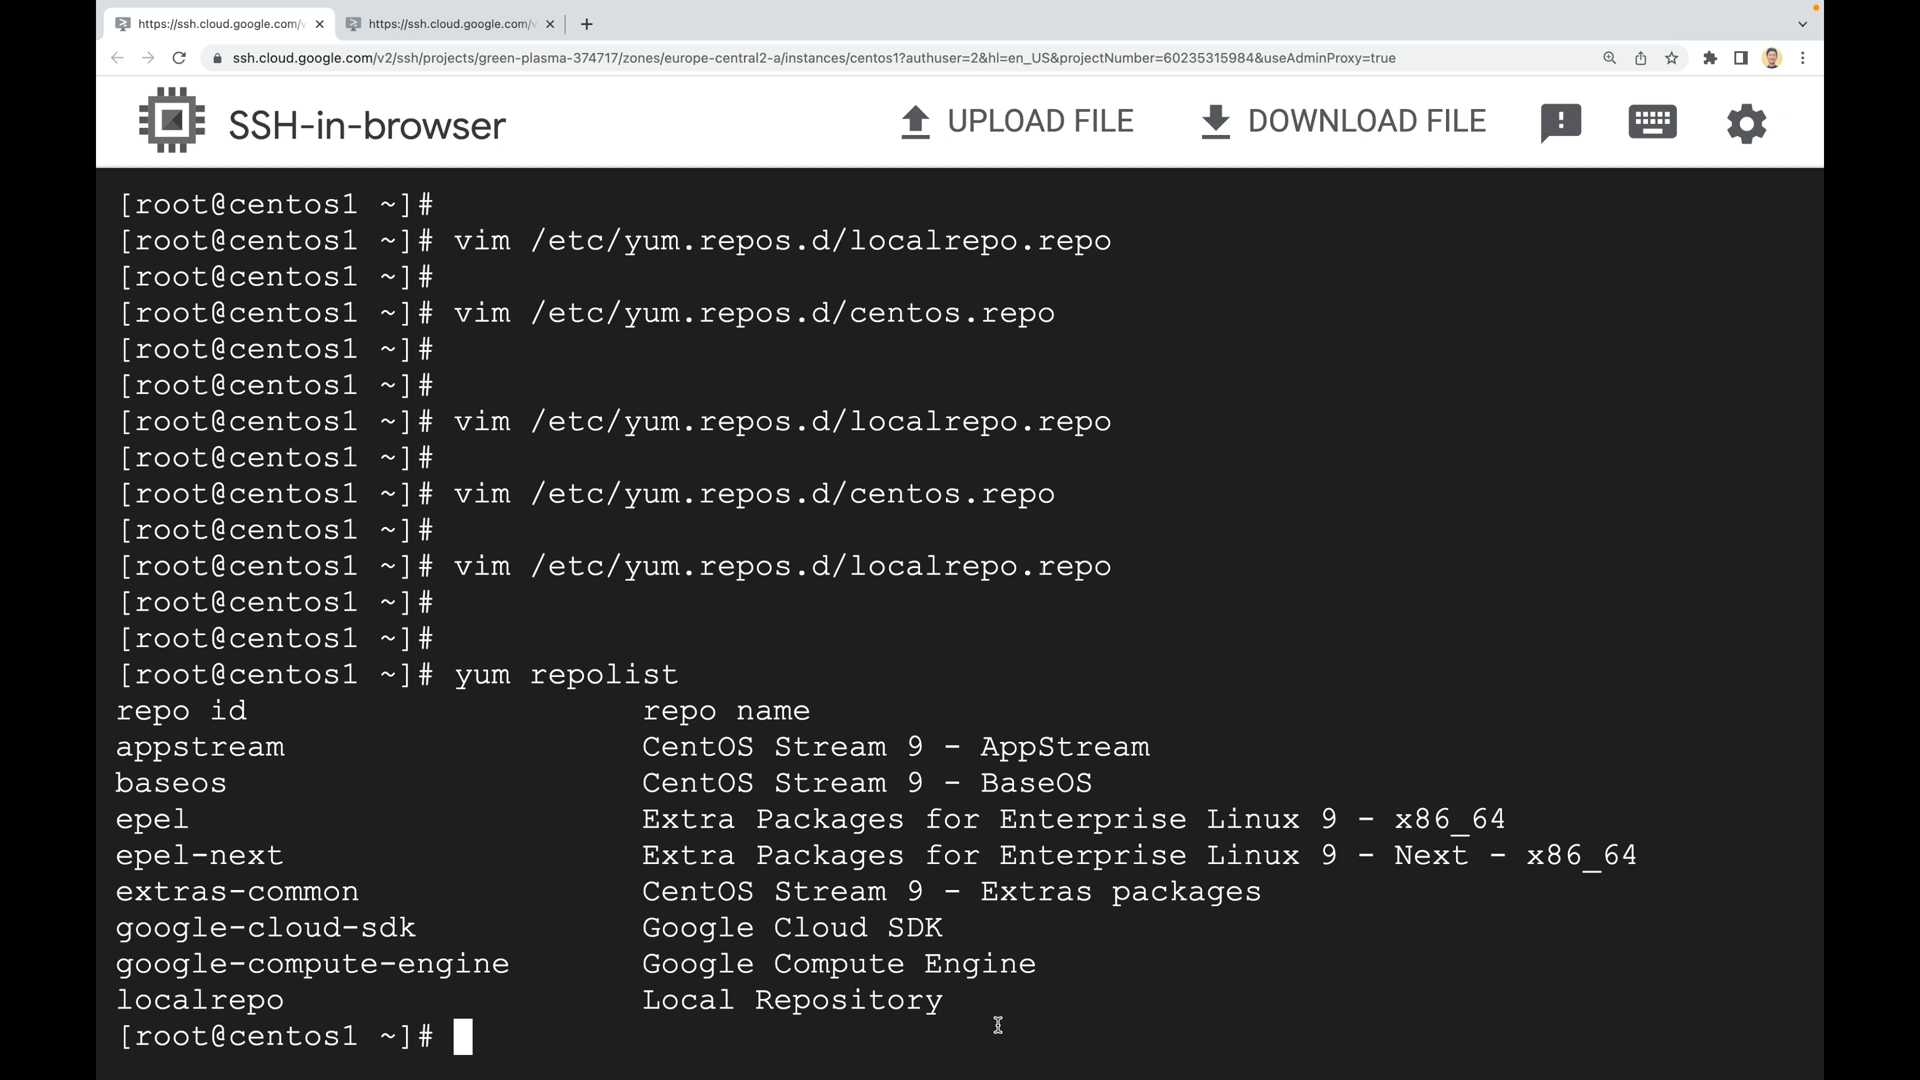 https://ssh.cloud.google.com/v
https://ssh.cloud.google.com/v
ssh.cloud.google.com/v2/ssh/projects/green-plasma-374717/zones/europe-central2-a/instances/centos1?authuser=2&hl=en_US&projectNumber=60235315984&useAdminProxy=true
SSH-in-browser
UPLOAD FILE
DOWNLOAD FILE
[root@centos1 ~]#
[root@centos1 ~]# vim /etc/yum.repos.d/localrepo.repo
[root@centos1 ~]#
[root@centos1 ~]# vim /etc/yum.repos.d/centos.repo
[root@centos1 ~]#
[root@centos1 ~]#
[root@centos1 ~]# vim /etc/yum.repos.d/localrepo.repo
[root@centos1 ~]#
[root@centos1 ~]# vim /etc/yum.repos.d/centos.repo
[root@centos1 ~]#
[root@centos1 ~]# vim /etc/yum.repos.d/localrepo.repo
[root@centos1 ~]#
[root@centos1 ~]#
[root@centos1 ~]# yum repolist
repo id repo name
appstream CentOS Stream 9 - AppStream
baseos CentOS Stream 9 - BaseOS
epel Extra Packages for Enterprise Linux 9 - x86_64
epel-next Extra Packages for Enterprise Linux 9 - Next - x86_64
extras-common CentOS Stream 9 - Extras packages
google-cloud-sdk Google Cloud SDK
google-compute-engine Google Compute Engine
localrepo Local Repository
[root@centos1 ~]#